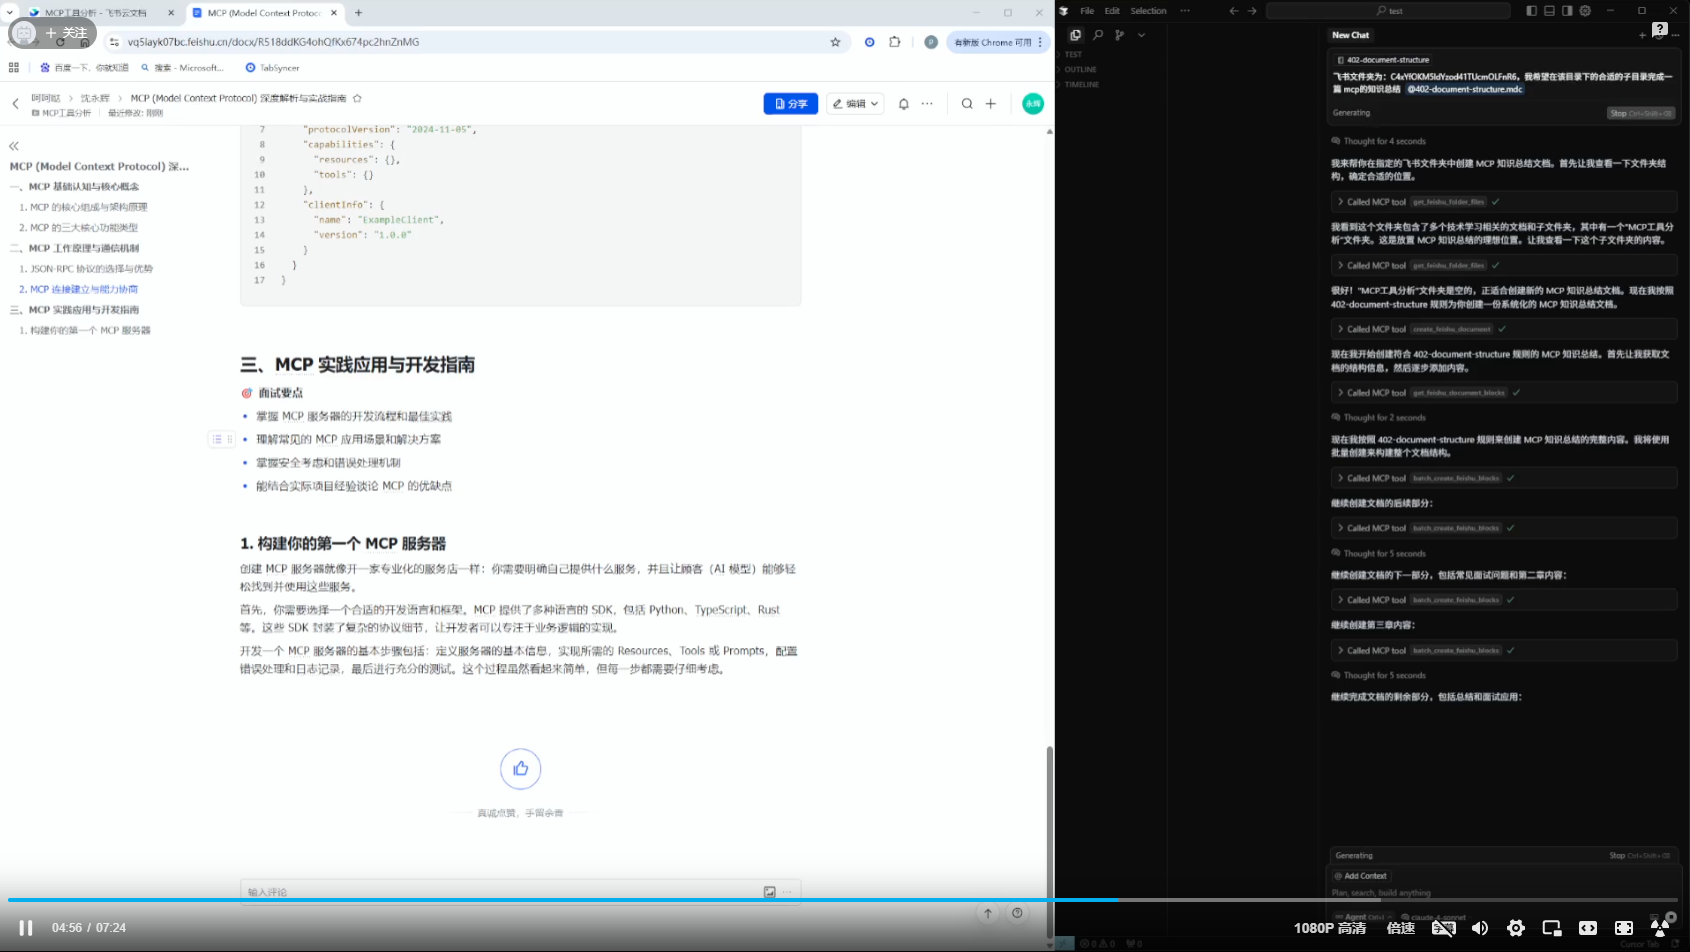 MCP工具分析 - 飞书云文档
MCP (Model Context Protoco
+ 关注
vq5iayk07bc.feishu.cn/docx/R518ddKG4ohQfKx674pc2hnZnMG
有新版 Chrome 可用
百度一下，你就知道
搜索 - Microsoft...
TabSyncer
呵呵哒 > 沈永辉 > MCP (Model Context Protocol) 深度解析与实战指南
MCP工具分析 | 最近修改: 刚刚
分享
编辑
永辉
MCP (Model Context Protocol) 深...
一、MCP 基础认知与核心概念
1. MCP 的核心组成与架构原理
2. MCP 的三大核心功能类型
二、MCP 工作原理与通信机制
1. JSON-RPC 协议的选择与优势
2. MCP 连接建立与能力协商
三、MCP 实践应用与开发指南
1. 构建你的第一个 MCP 服务器
7 "protocolVersion": "2024-11-05",
8 "capabilities": {
9 "resources": {},
10 "tools": {}
11 },
12 "clientInfo": {
13 "name": "ExampleClient",
14 "version": "1.0.0"
15 }
16 }
17 }
三、MCP 实践应用与开发指南
🎯 面试要点
• 掌握 MCP 服务器的开发流程和最佳实践
• 理解常见的 MCP 应用场景和解决方案
• 掌握安全考虑和错误处理机制
• 能结合实际项目经验谈论 MCP 的优缺点
1. 构建你的第一个 MCP 服务器
创建 MCP 服务器就像开一家专业化的服务店一样：你需要明确自己提供什么服务，并且让顾客（AI 模型）能够轻
松找到并使用这些服务。
首先，你需要选择一个合适的开发语言和框架。MCP 提供了多种语言的 SDK，包括 Python、TypeScript、Rust
等。这些 SDK 封装了复杂的协议细节，让开发者可以专注于业务逻辑的实现。
开发一个 MCP 服务器的基本步骤包括：定义服务器的基本信息，实现所需的 Resources、Tools 或 Prompts，配置
错误处理和日志记录，最后进行充分的测试。这个过程虽然看起来简单，但每一步都需要仔细考虑。
真诚点赞，手留余香
输入评论
File Edit Selection ...
test
TEST
OUTLINE
TIMELINE
New Chat
402-document-structure
飞书文件夹为：C4xYfOKM5ldYzod41TUcmOLFnR6，我希望在该目录下的合适的子目录完成一
篇 mcp的知识总结 @402-document-structure.mdc
Generating
Stop Ctrl+Shift+⌫
Thought for 4 seconds
我来帮你在指定的飞书文件夹中创建 MCP 知识总结文档。首先让我查看一下文件夹结
构，确定合适的位置。
Called MCP tool get_feishu_folder_files ✓
我看到这个文件夹包含了多个技术学习相关的文档和子文件夹，其中有一个"MCP工具分
析"文件夹。这是放置 MCP 知识总结的理想位置。让我查看一下这个子文件夹的内容。
Called MCP tool get_feishu_folder_files ✓
很好！"MCP工具分析"文件夹是空的，正适合创建新的 MCP 知识总结文档。现在我按照
402-document-structure 规则为你创建一份系统化的 MCP 知识总结文档。
Called MCP tool create_feishu_document ✓
现在我开始创建符合 402-document-structure 规则的 MCP 知识总结。首先让我获取文
档的结构信息，然后逐步添加内容。
Called MCP tool get_feishu_document_blocks ✓
Thought for 2 seconds
现在我按照 402-document-structure 规则来创建 MCP 知识总结的完整内容。我将使用
批量创建来构建整个文档结构。
Called MCP tool batch_create_feishu_blocks ✓
继续创建文档的后续部分：
Called MCP tool batch_create_feishu_blocks ✓
Thought for 5 seconds
继续创建文档的下一部分，包括常见面试问题和第二章内容：
Called MCP tool batch_create_feishu_blocks ✓
继续创建第三章内容：
Called MCP tool batch_create_feishu_blocks ✓
Thought for 5 seconds
继续完成文档的剩余部分，包括总结和面试应用：
Generating
Stop Ctrl+Shift+⌫
@ Add Context
Plan, search, build anything
Agent Ctrl+I
claude-4-sonnet
04:56 / 07:24
1080P 高清
倍速
Cursor Tab